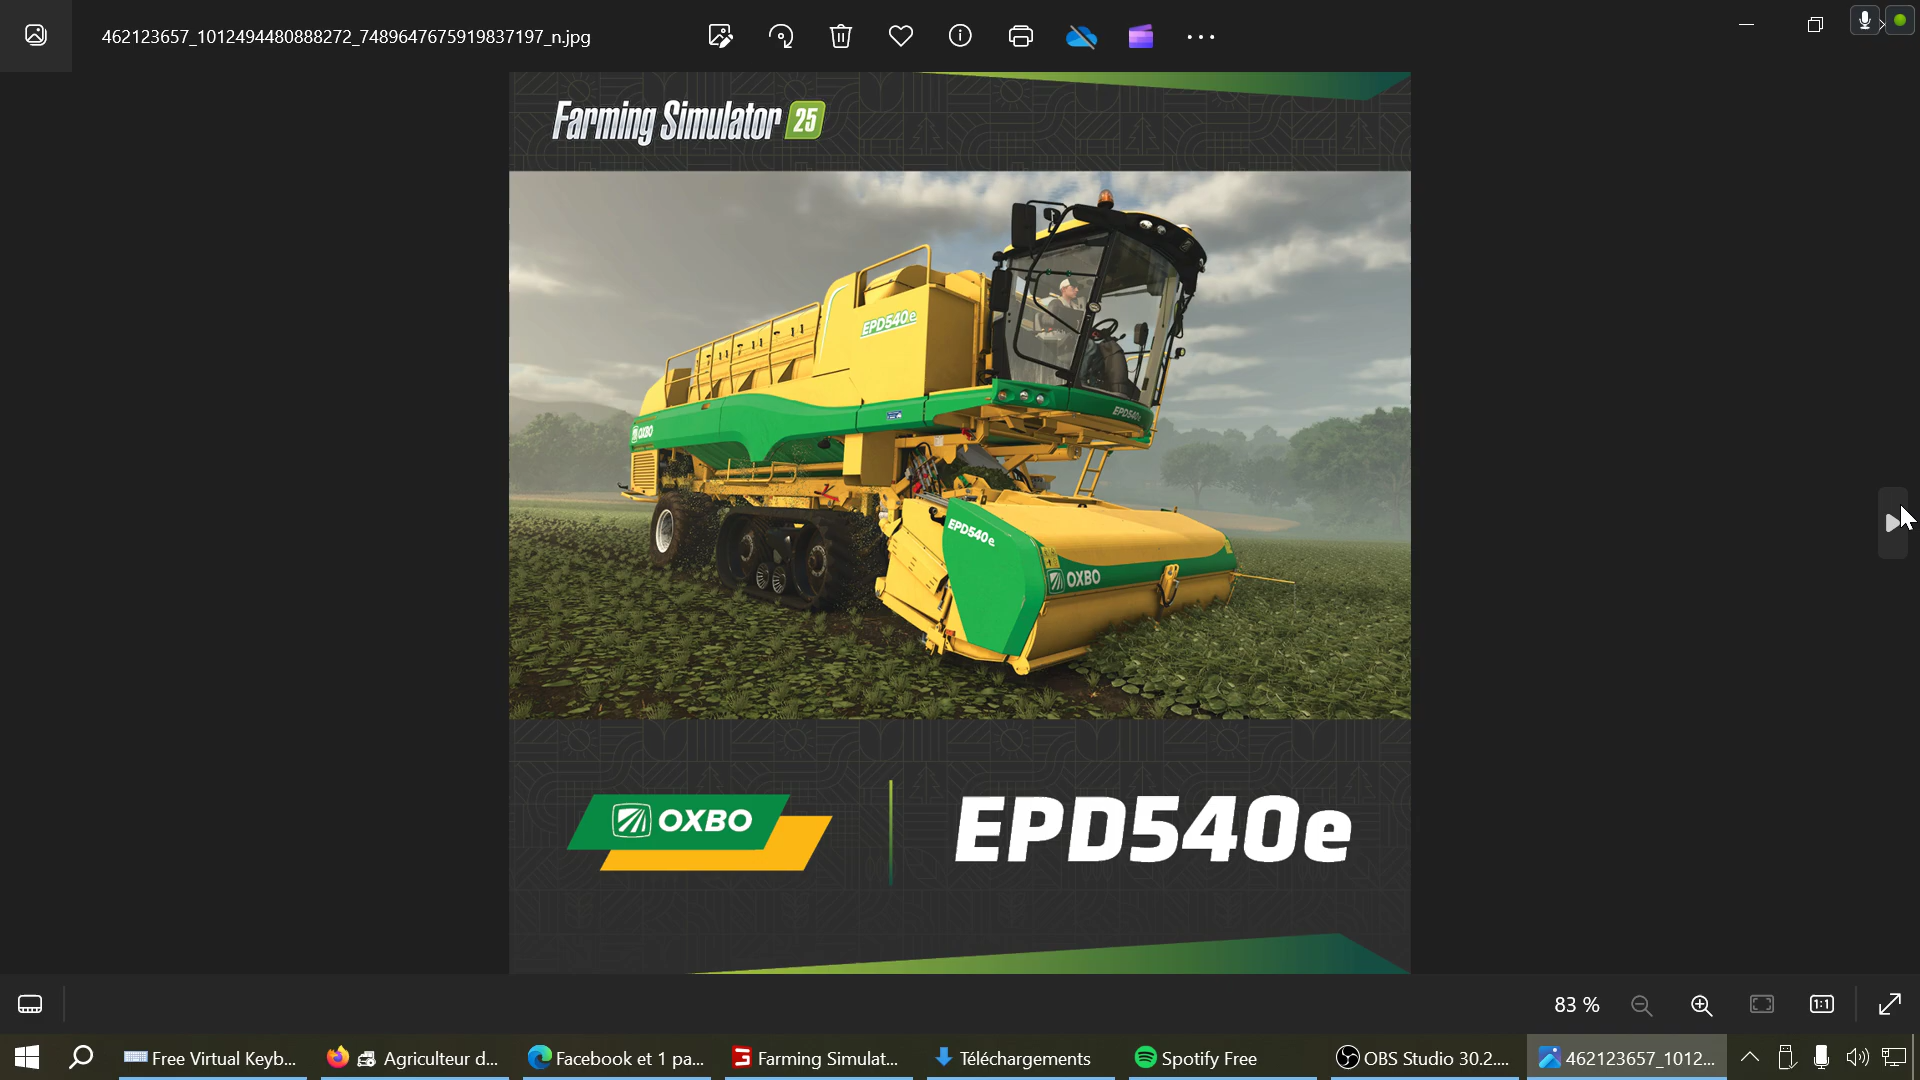 462123657_1012494480888272_7489647675919837197_n.jpg
Farming Simulator 25
EPD540e
EPD540e
OXBO
EPD540e
OXBO
OXBO
EPD540e
83 %
1:1
Free Virtual Keyb...
Agriculteur d...
Facebook et 1 pa...
Farming Simulat...
Téléchargements
Spotify Free
OBS Studio 30.2....
462123657_1012...